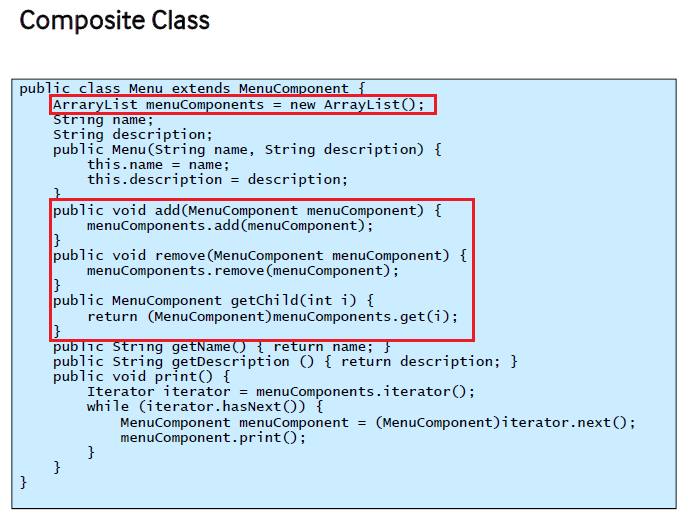 Composite Class
public class Menu extends MenuComponent {
ArraryList menuComponents = new ArrayList();
String name;
String description;
public Menu(String name, String description) {
this.name = name;
this.description = description;
}
public void add(MenuComponent menuComponent) {
menuComponents.add(menuComponent);
}
public void remove(MenuComponent menuComponent) {
menuComponents.remove(menuComponent);
}
public MenuComponent getChild(int i) {
return (MenuComponent)menuComponents.get(i);
}
public String getName() { return name; }
public String getDescription () { return description; }
public void print() {
Iterator iterator = menuComponents.iterator();
while (iterator.hasNext()) {
MenuComponent menuComponent = (MenuComponent)iterator.next();
menuComponent.print();
}
}
}